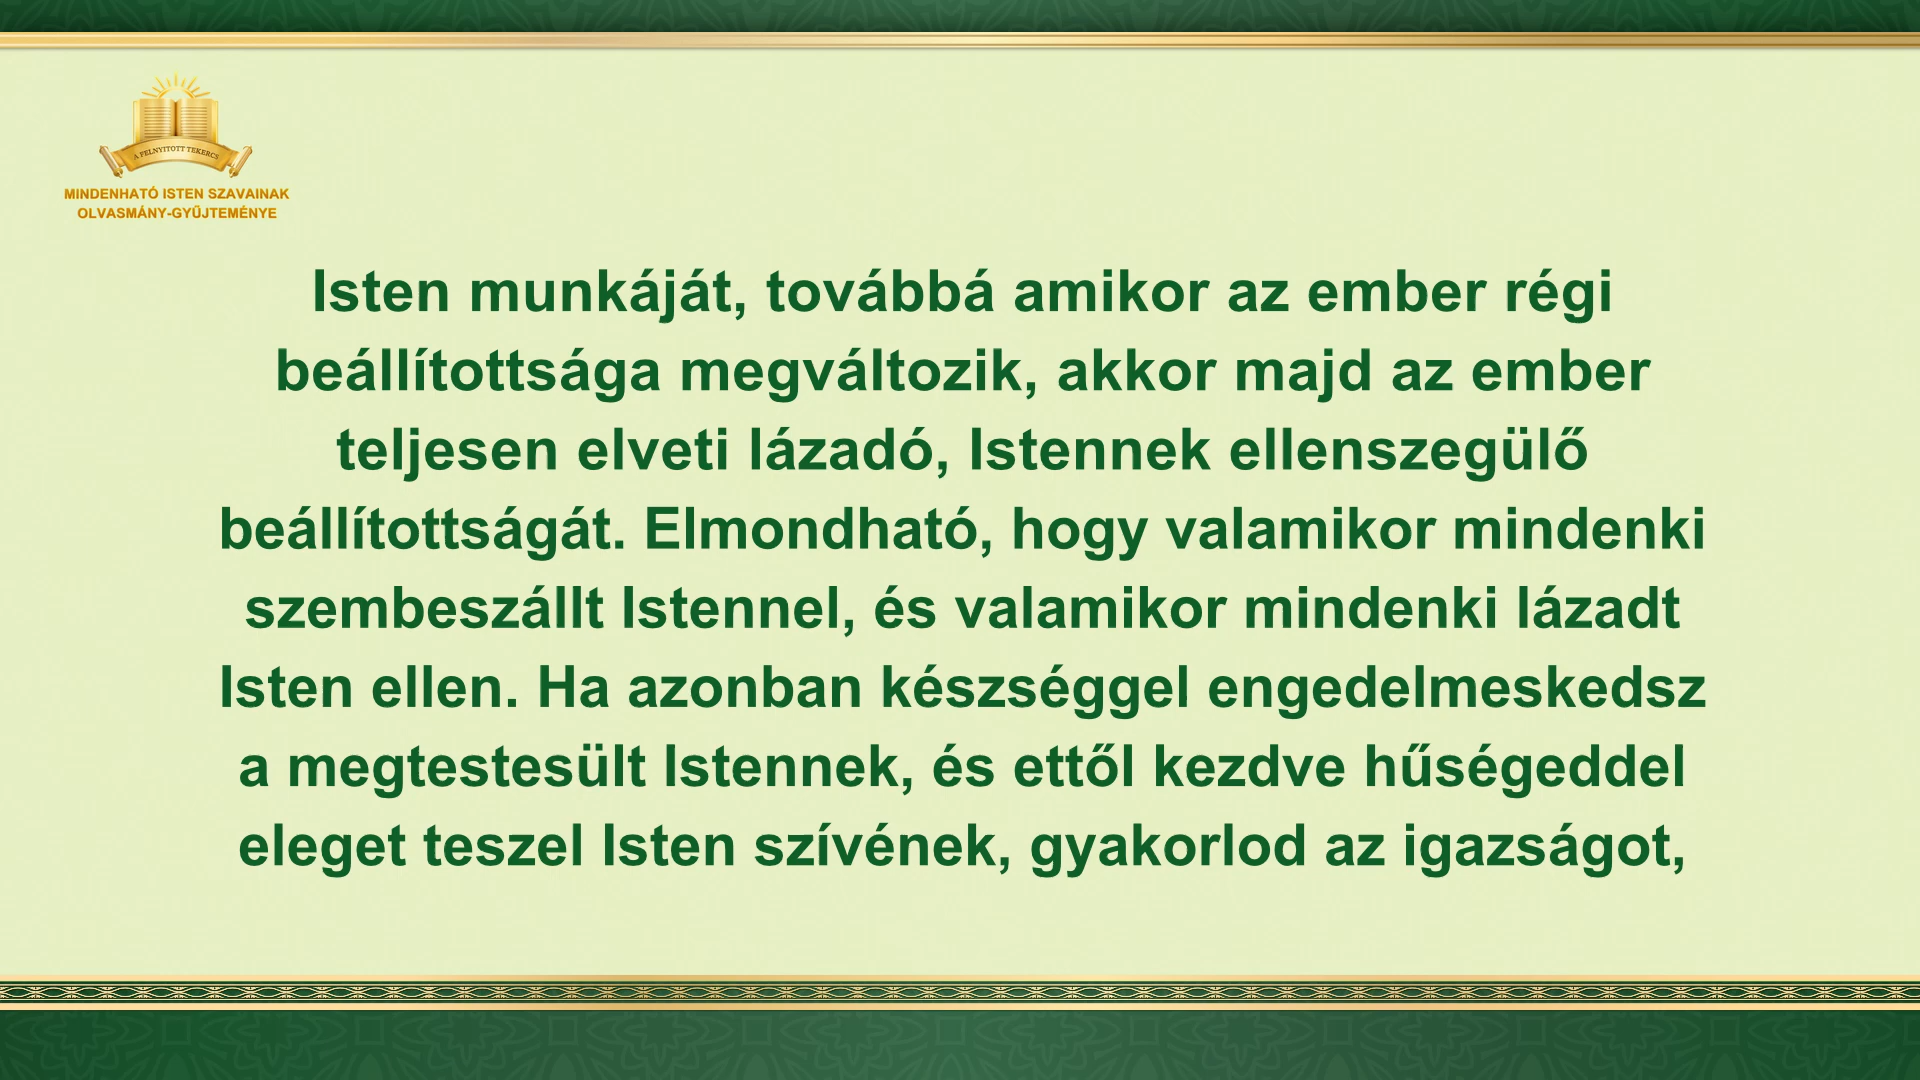 A FELNYITOTT TEKERCS
MINDENHATÓ ISTEN SZAVAINAK
OLVASMÁNY-GYŰJTEMÉNYE
Isten munkáját, továbbá amikor az ember régi
beállítottsága megváltozik, akkor majd az ember
teljesen elveti lázadó, Istennek ellenszegülő
beállítottságát. Elmondható, hogy valamikor mindenki
szembeszállt Istennel, és valamikor mindenki lázadt
Isten ellen. Ha azonban készséggel engedelmeskedsz
a megtestesült Istennek, és ettől kezdve hűségeddel
eleget teszel Isten szívének, gyakorlod az igazságot,